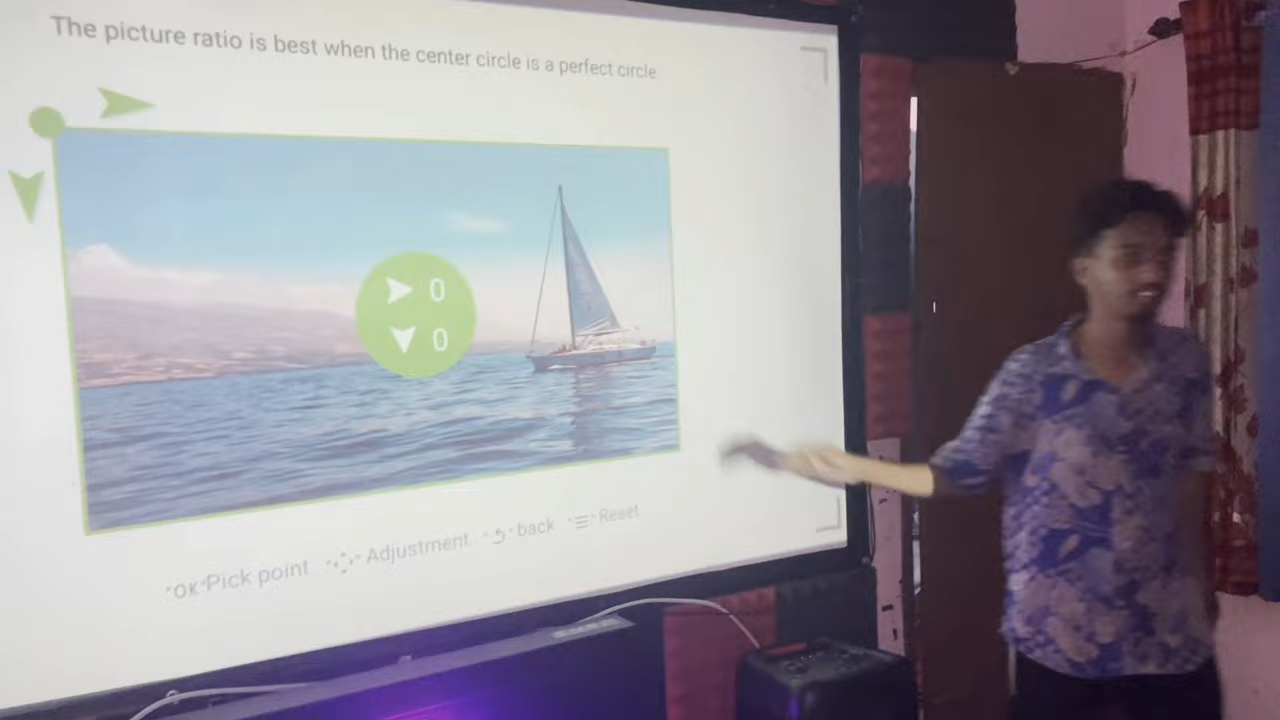 The picture ratio is best when the center circle is a perfect circle
0
0
"OK"Pick point Adjustment back Reset